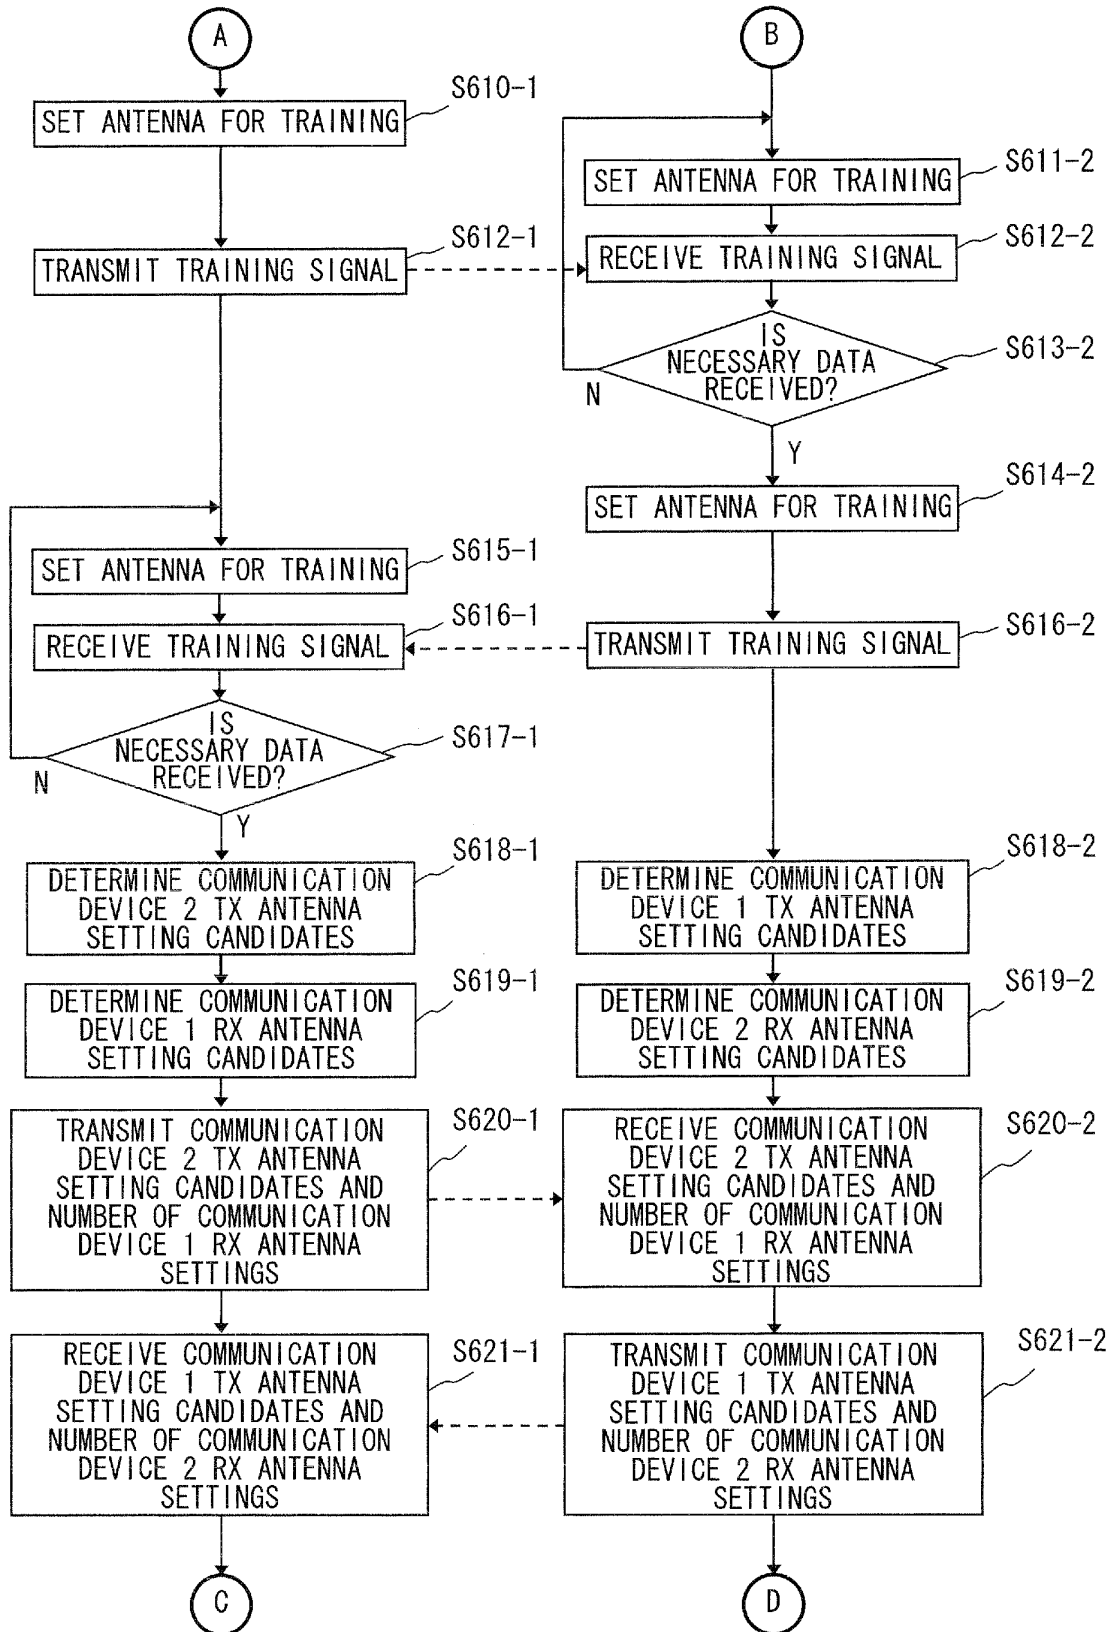 A
B
S610-1
SET ANTENNA FOR TRAINING
S611-2
SET ANTENNA FOR TRAINING
S612-1
TRANSMIT TRAINING SIGNAL
S612-2
RECEIVE TRAINING SIGNAL
IS
NECESSARY DATA
RECEIVED?
S613-2
N
Y
S614-2
SET ANTENNA FOR TRAINING
S615-1
SET ANTENNA FOR TRAINING
S616-1
RECEIVE TRAINING SIGNAL
S616-2
TRANSMIT TRAINING SIGNAL
IS
NECESSARY DATA
RECEIVED?
S617-1
N
Y
S618-1
DETERMINE COMMUNICATION
DEVICE 2 TX ANTENNA
SETTING CANDIDATES
S618-2
DETERMINE COMMUNICATION
DEVICE 1 TX ANTENNA
SETTING CANDIDATES
S619-1
DETERMINE COMMUNICATION
DEVICE 1 RX ANTENNA
SETTING CANDIDATES
S619-2
DETERMINE COMMUNICATION
DEVICE 2 RX ANTENNA
SETTING CANDIDATES
S620-1
TRANSMIT COMMUNICATION
DEVICE 2 TX ANTENNA
SETTING CANDIDATES AND
NUMBER OF COMMUNICATION
DEVICE 1 RX ANTENNA
SETTINGS
S620-2
RECEIVE COMMUNICATION
DEVICE 2 TX ANTENNA
SETTING CANDIDATES AND
NUMBER OF COMMUNICATION
DEVICE 1 RX ANTENNA
SETTINGS
S621-1
RECEIVE COMMUNICATION
DEVICE 1 TX ANTENNA
SETTING CANDIDATES AND
NUMBER OF COMMUNICATION
DEVICE 2 RX ANTENNA
SETTINGS
S621-2
TRANSMIT COMMUNICATION
DEVICE 1 TX ANTENNA
SETTING CANDIDATES AND
NUMBER OF COMMUNICATION
DEVICE 2 RX ANTENNA
SETTINGS
C
D